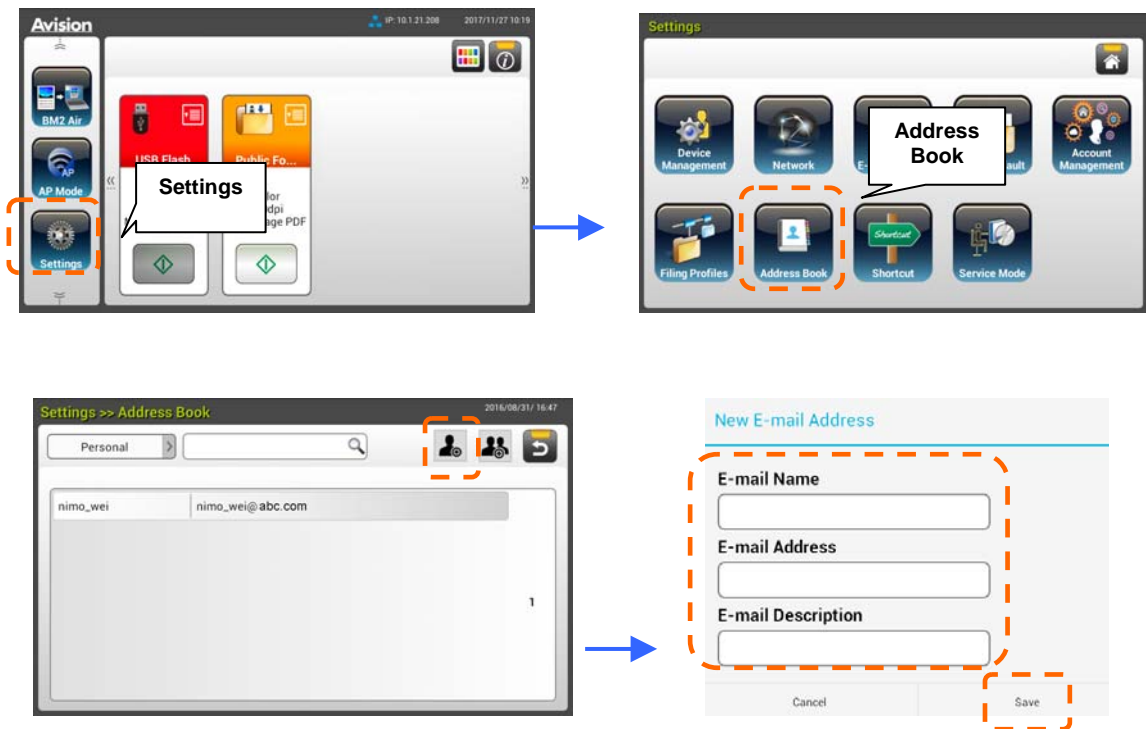 Avision
IP: 10.1.21.208
2017/11/27 10:19
BM2 Air
AP
AP Mode
Settings
USB Flash
Public Fo...
Settings
dpi
PDF
Settings
Device
Management
Network
Address
Book
Account
Management
Filing Profiles
Address Book
Shortcut
Shortcut
Service Mode
Settings >> Address Book
2016/08/31/ 16:47
Personal
nimo_wei
nimo_wei@abc.com
1
New E-mail Address
E-mail Name
E-mail Address
E-mail Description
Cancel
Save